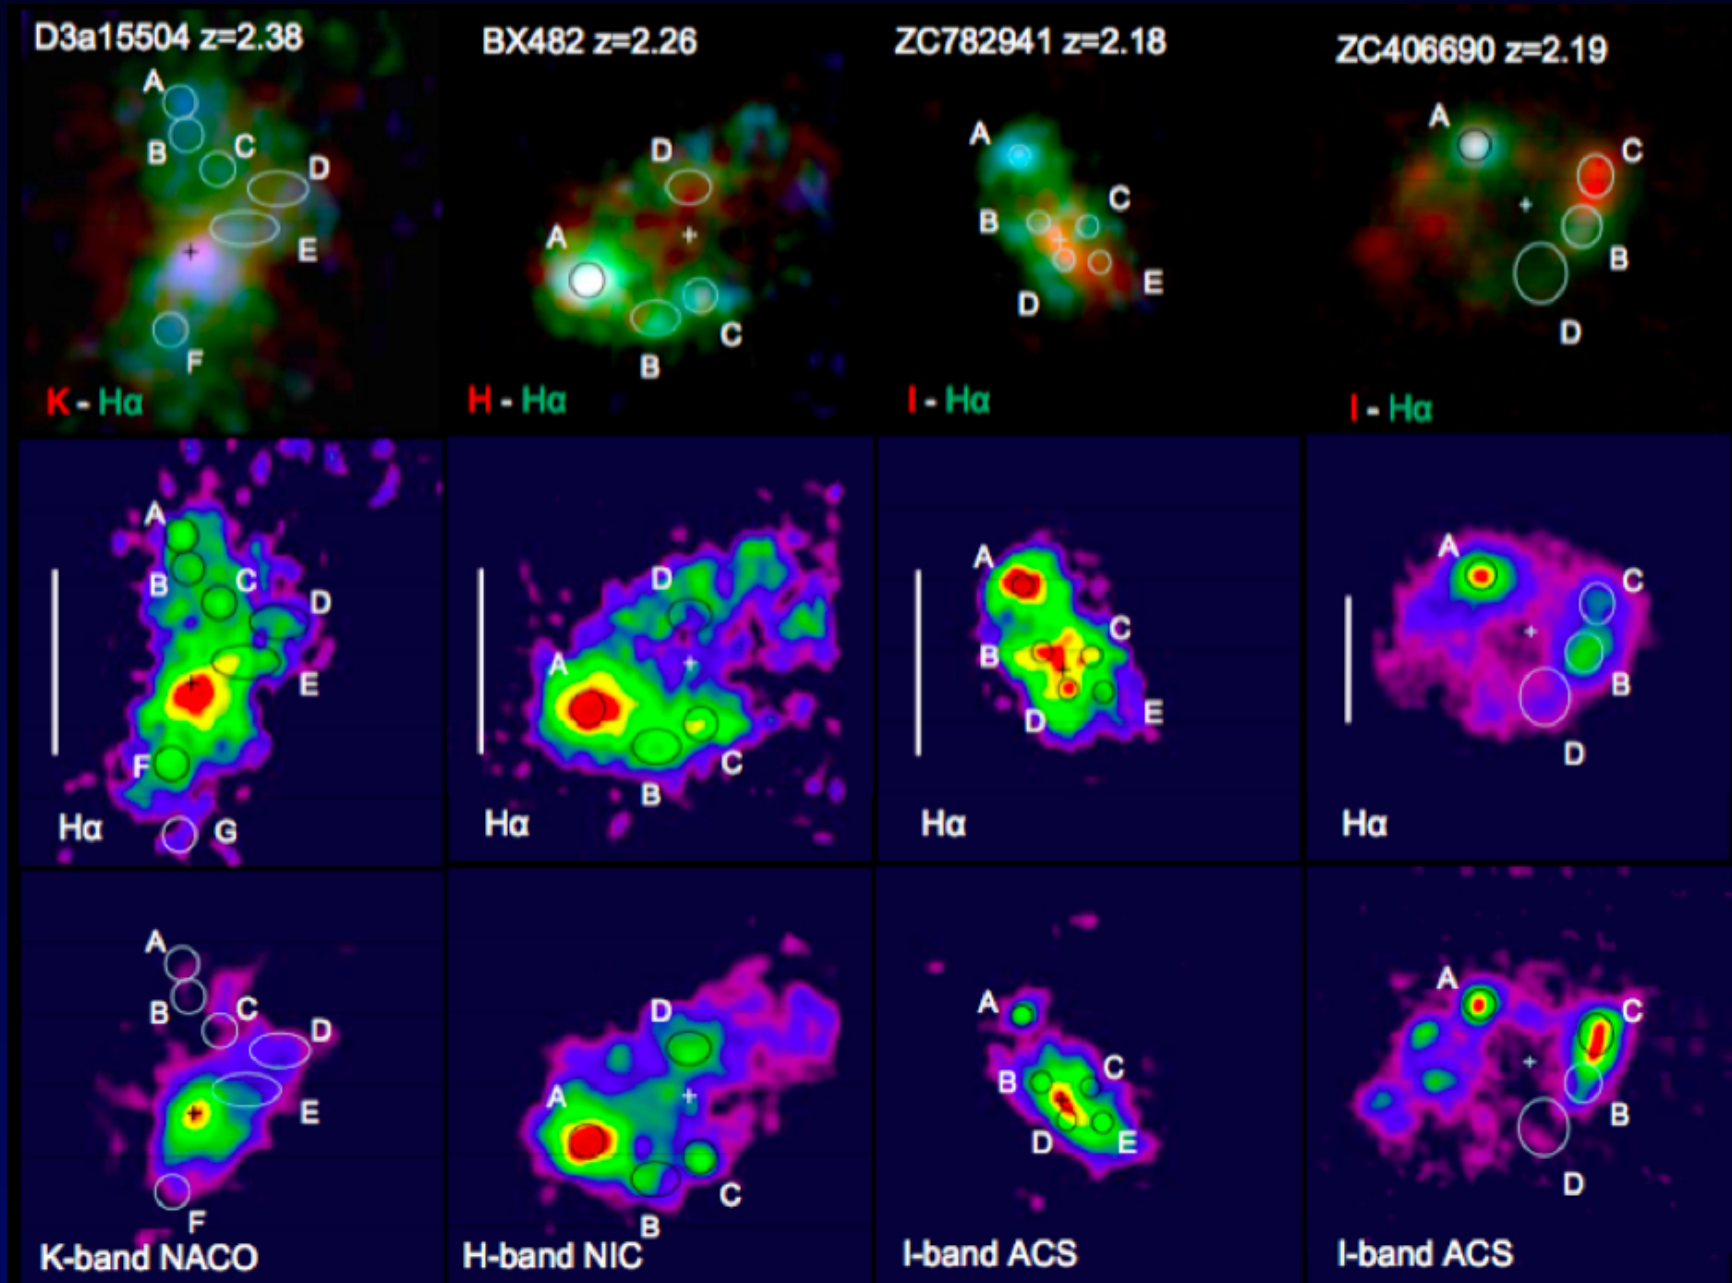 D3a15504 z=2.38
A
B
C
D
E
F
K - Hα
BX482 z=2.26
D
A
C
B
H - Hα
ZC782941 z=2.18
A
C
B
D
E
I - Hα
ZC406690 z=2.19
A
C
B
D
I - Hα
A
B
C
D
E
F
Hα
G
D
A
C
B
Hα
A
C
B
D
E
Hα
A
C
B
D
Hα
A
B
C
D
E
F
K-band NACO
D
A
C
B
H-band NIC
A
C
B
D
E
I-band ACS
A
C
B
D
I-band ACS